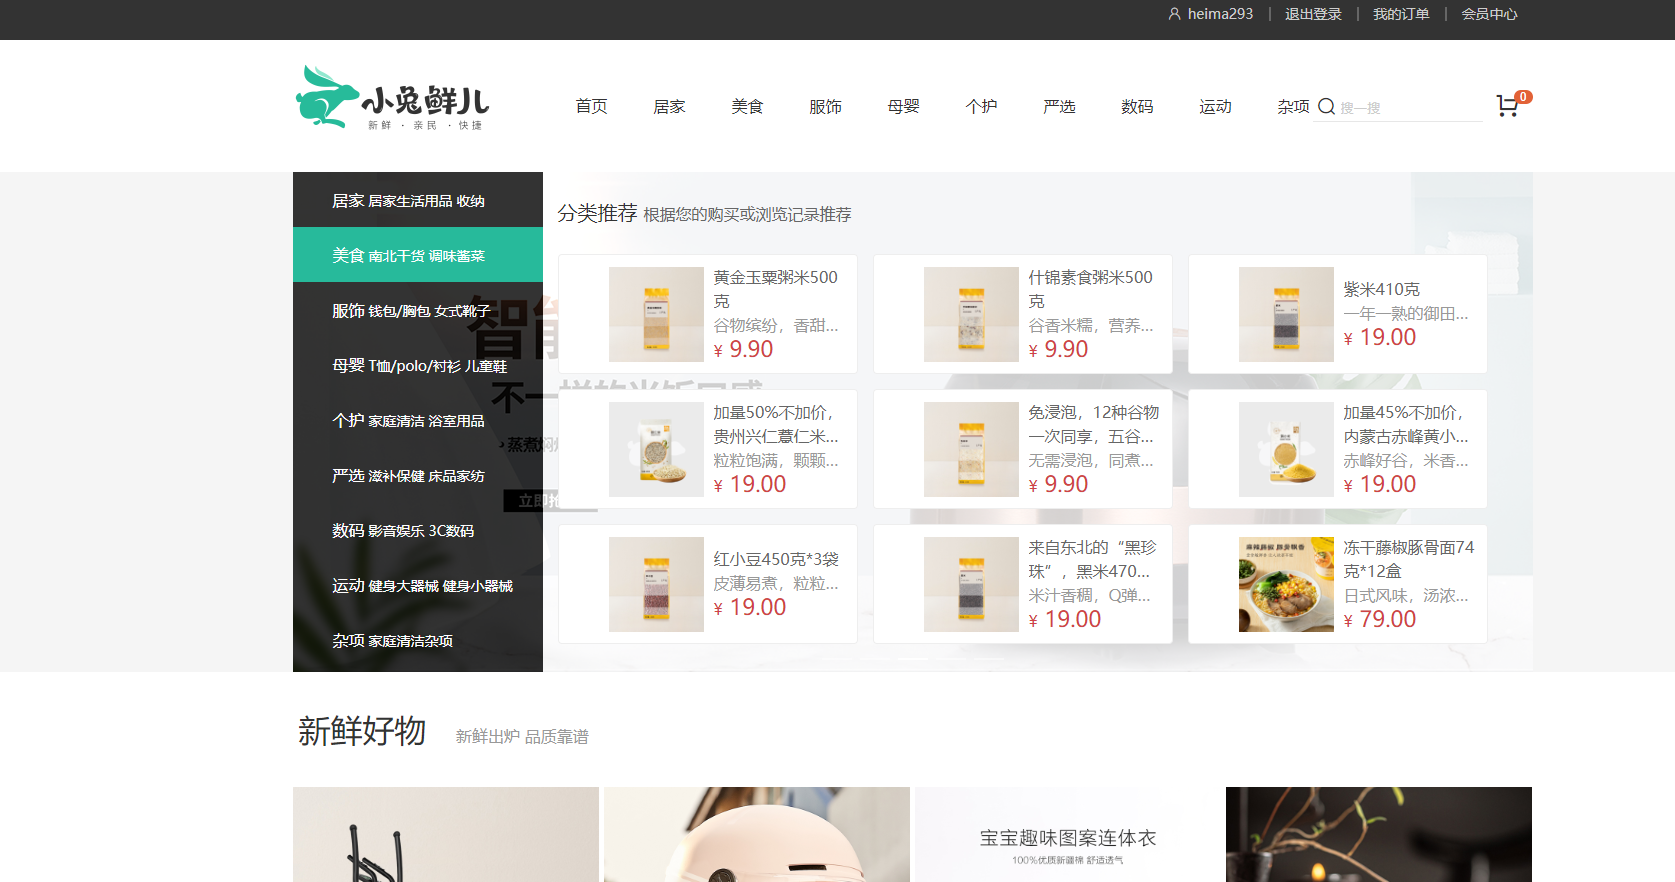 heima293 | 退出登录 | 我的订单 | 会员中心
小兔鲜儿
新鲜 · 亲民 · 快捷
首页 居家 美食 服饰 母婴 个护 严选 数码 运动 杂项 搜一搜 0
居家 居家生活用品 收纳
美食 南北干货 调味酱菜
服饰 钱包/胸包 女式靴子
母婴 T恤/polo/衬衫 儿童鞋
个护 家庭清洁 浴室用品
严选 滋补保健 床品家纺
数码 影音娱乐 3C数码
运动 健身大器械 健身小器械
杂项 家庭清洁杂项
分类推荐 根据您的购买或浏览记录推荐
黄金玉粟粥米500
克
谷物缤纷，香甜...
¥ 9.90
什锦素食粥米500
克
谷香米糯，营养...
¥ 9.90
紫米410克
一年一熟的御田...
¥ 19.00
加量50%不加价，
贵州兴仁薏仁米...
粒粒饱满，颗颗...
¥ 19.00
免浸泡，12种谷物
一次同享，五谷...
无需浸泡，同煮...
¥ 9.90
加量45%不加价，
内蒙古赤峰黄小...
赤峰好谷，米香...
¥ 19.00
红小豆450克*3袋
皮薄易煮，粒粒...
¥ 19.00
来自东北的“黑珍
珠”，黑米470...
米汁香稠，Q弹...
¥ 19.00
冻干藤椒豚骨面74
克*12盒
日式风味，汤浓...
¥ 79.00
智能
不一样的米饭口感
蒸煮焖
立即抢
新鲜好物 新鲜出炉 品质靠谱
宝宝趣味图案连体衣
100%优质新疆棉 舒适透气